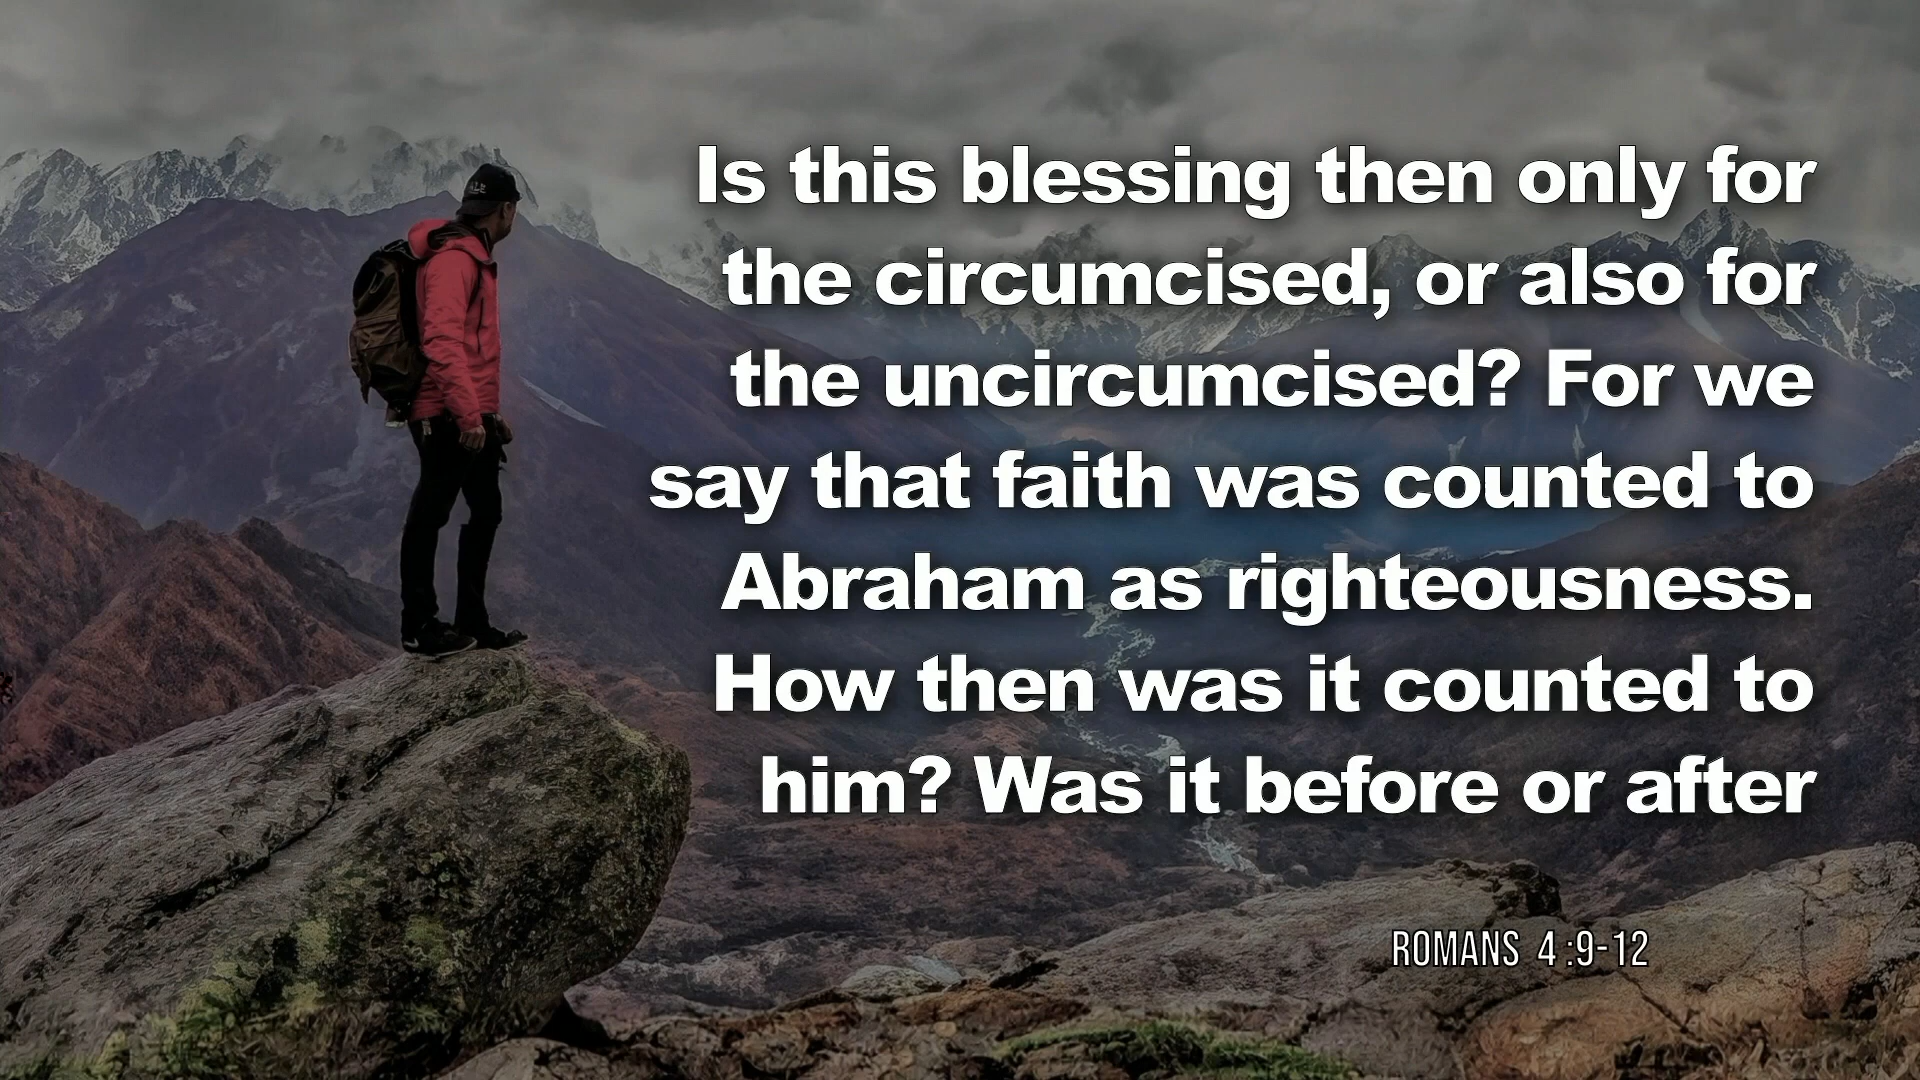 Is this blessing then only for
the circumcised, or also for
the uncircumcised? For we
say that faith was counted to
Abraham as righteousness.
How then was it counted to
him? Was it before or after
ROMANS 4:9-12